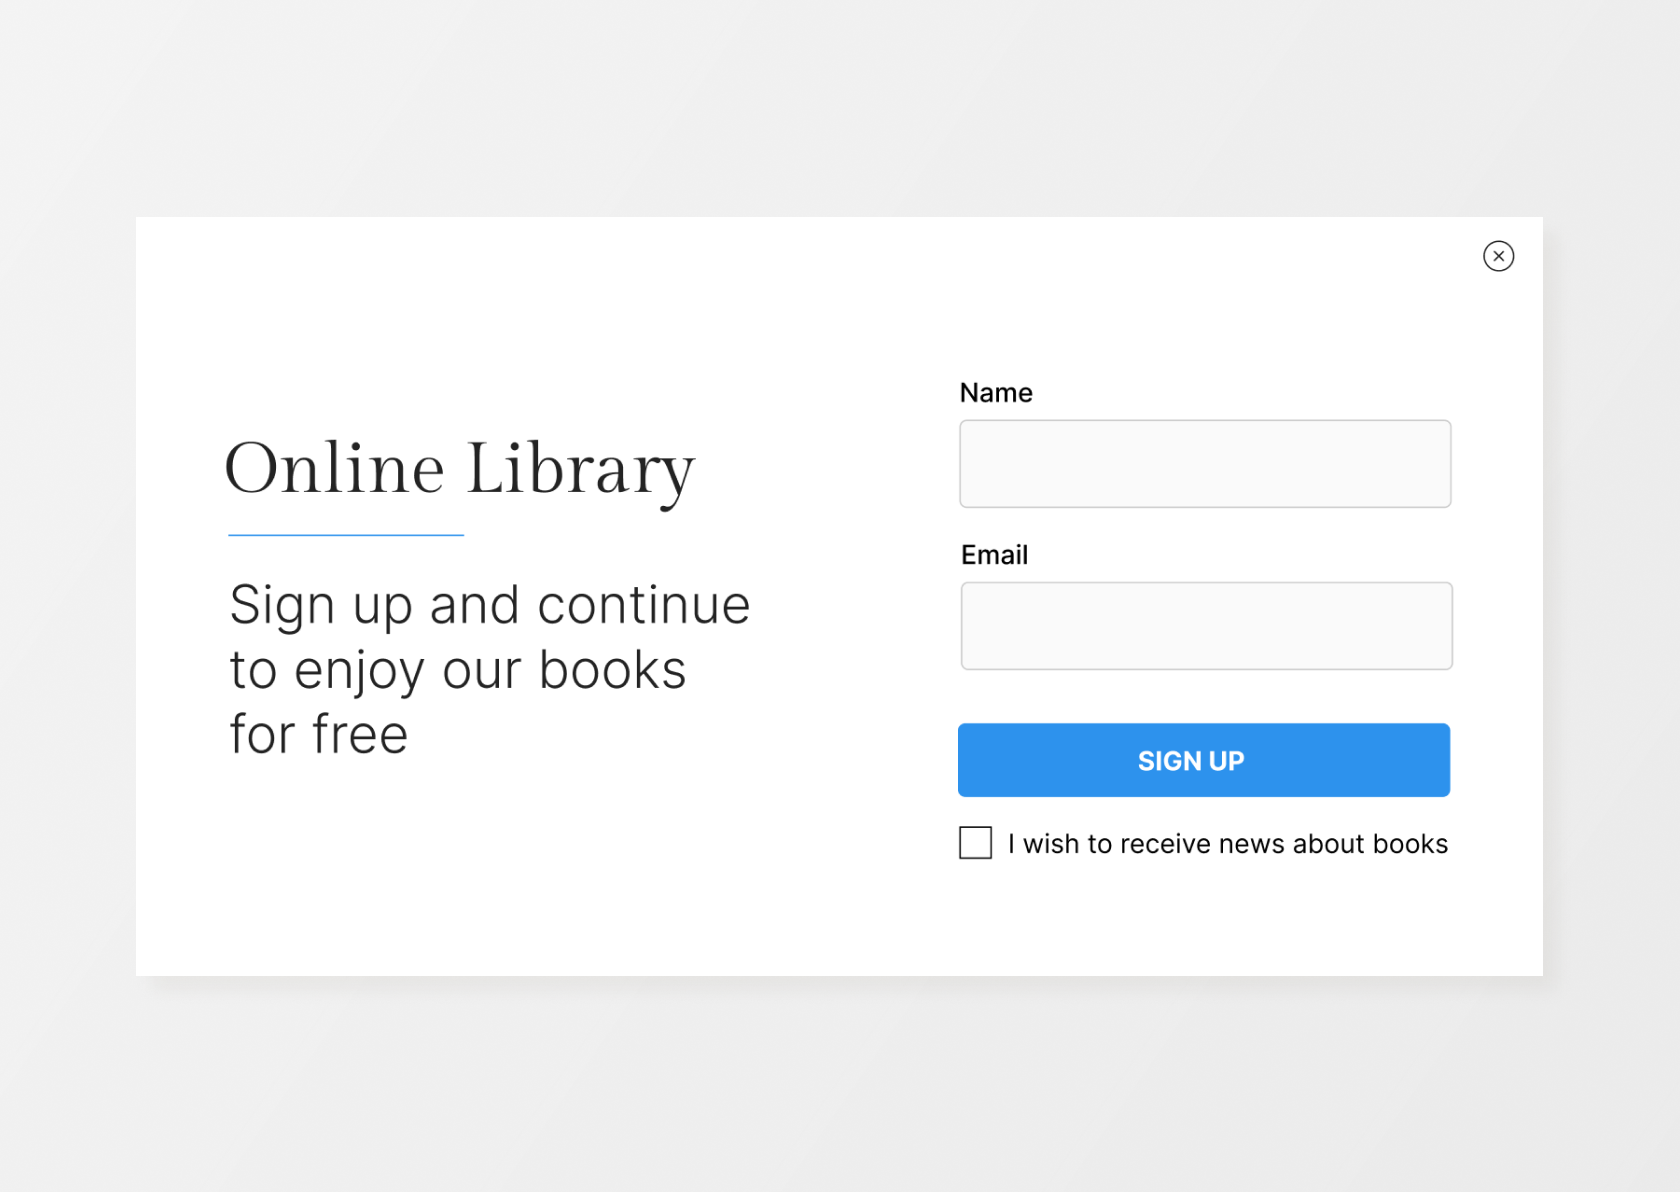 Online Library
Sign up and continue
to enjoy our books
for free
Name
Email
SIGN UP
I wish to receive news about books